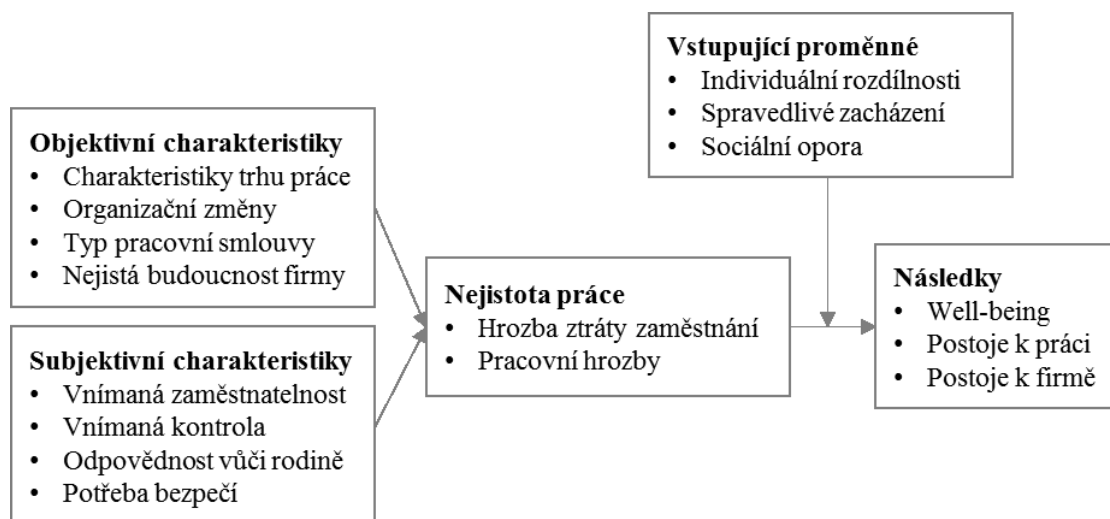 Vstupující proměnné
• Individuální rozdílnosti
• Spravedlivé zacházení
• Sociální opora
Objektivní charakteristiky
• Charakteristiky trhu práce
• Organizační změny
• Typ pracovní smlouvy
• Nejistá budoucnost firmy
Subjektivní charakteristiky
• Vnímaná zaměstnatelnost
• Vnímaná kontrola
• Odpovědnost vůči rodině
• Potřeba bezpečí
Nejistota práce
• Hrozba ztráty zaměstnání
• Pracovní hrozby
Následky
• Well-being
• Postoje k práci
• Postoje k firmě